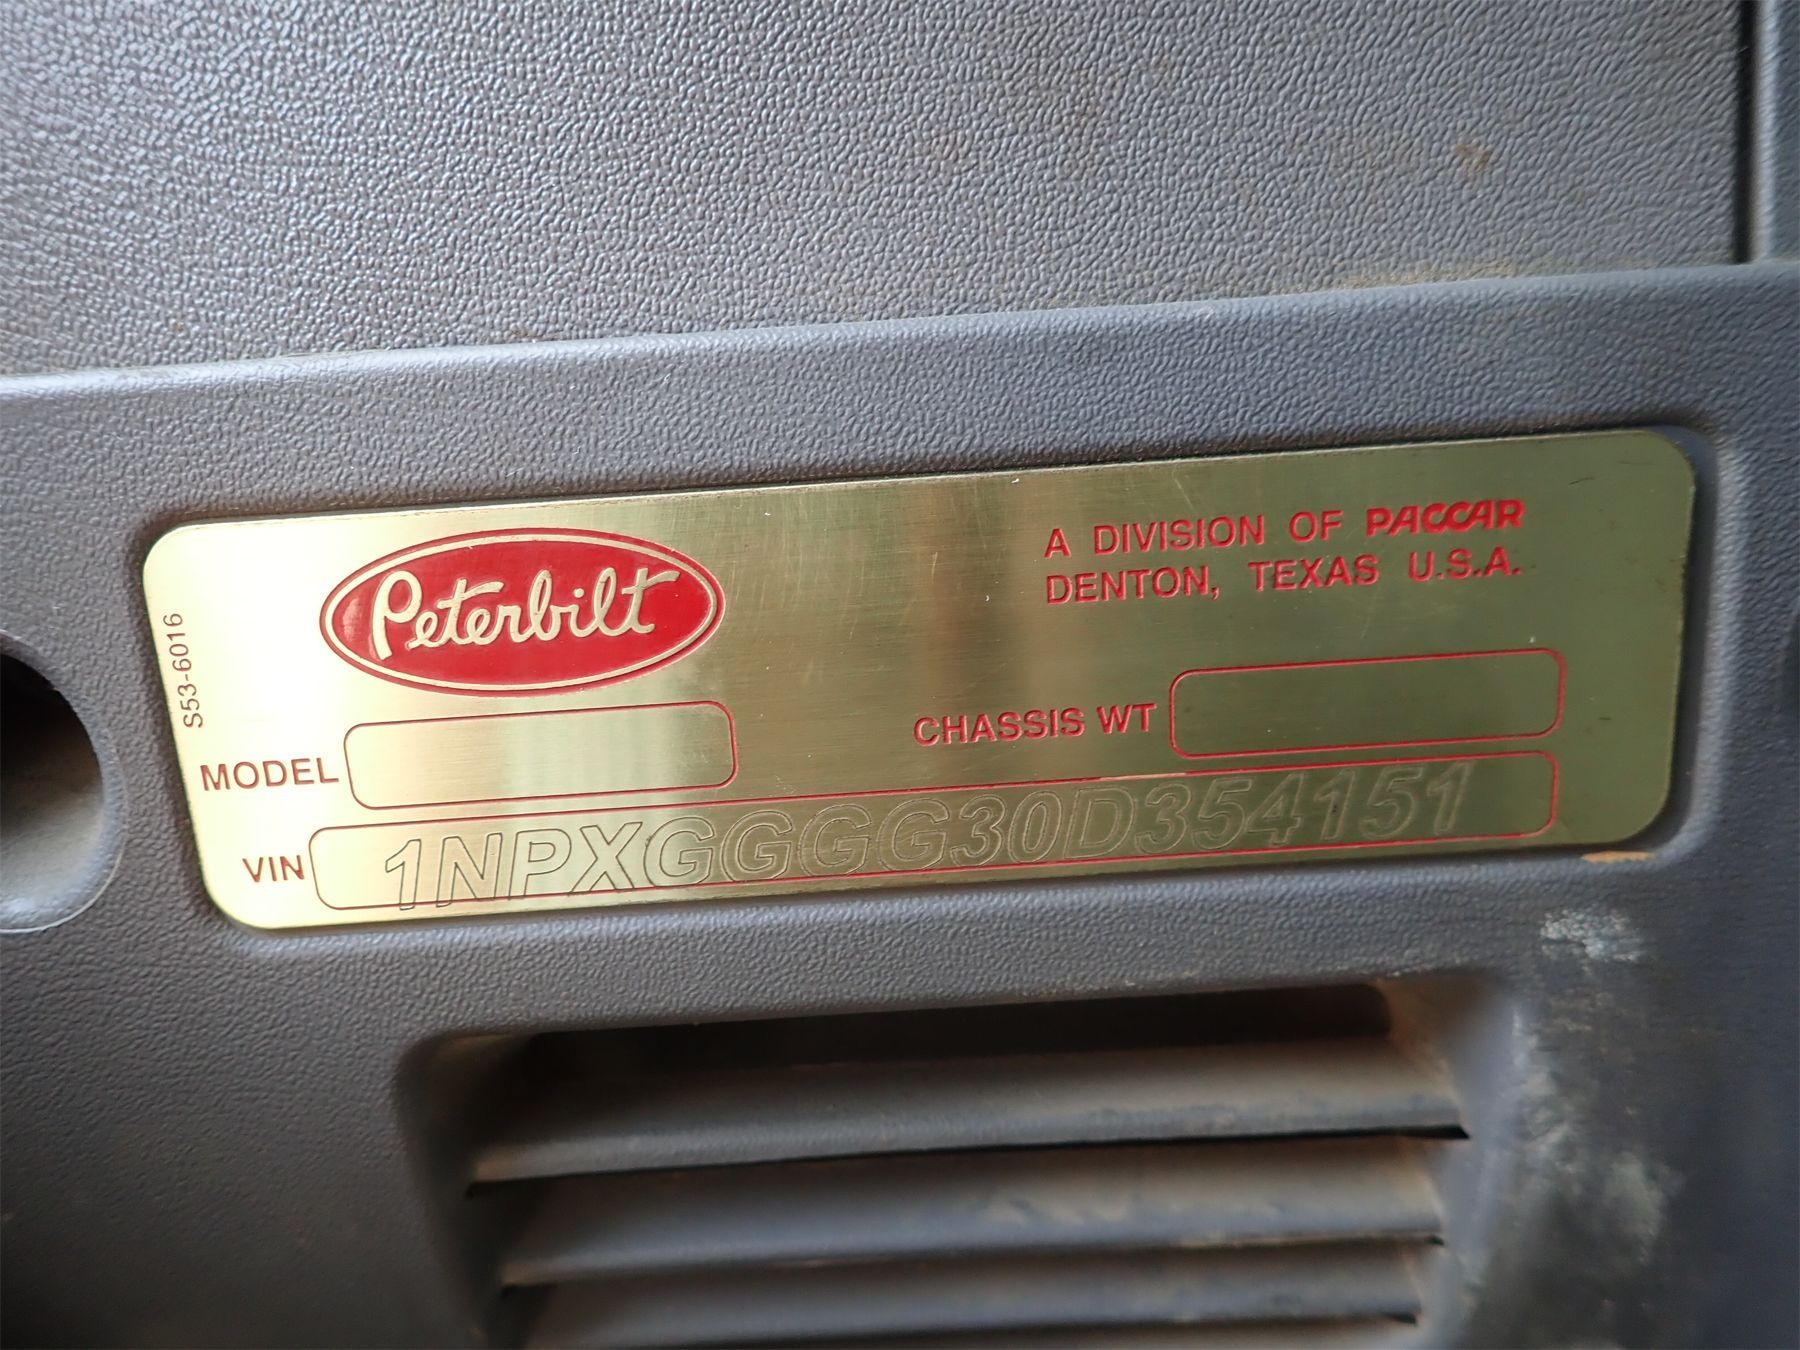 Peterbilt
A DIVISION OF PACCAR
DENTON, TEXAS U.S.A.
S53-6016
MODEL
CHASSIS WT
VIN 1NPXGGGG30D354151